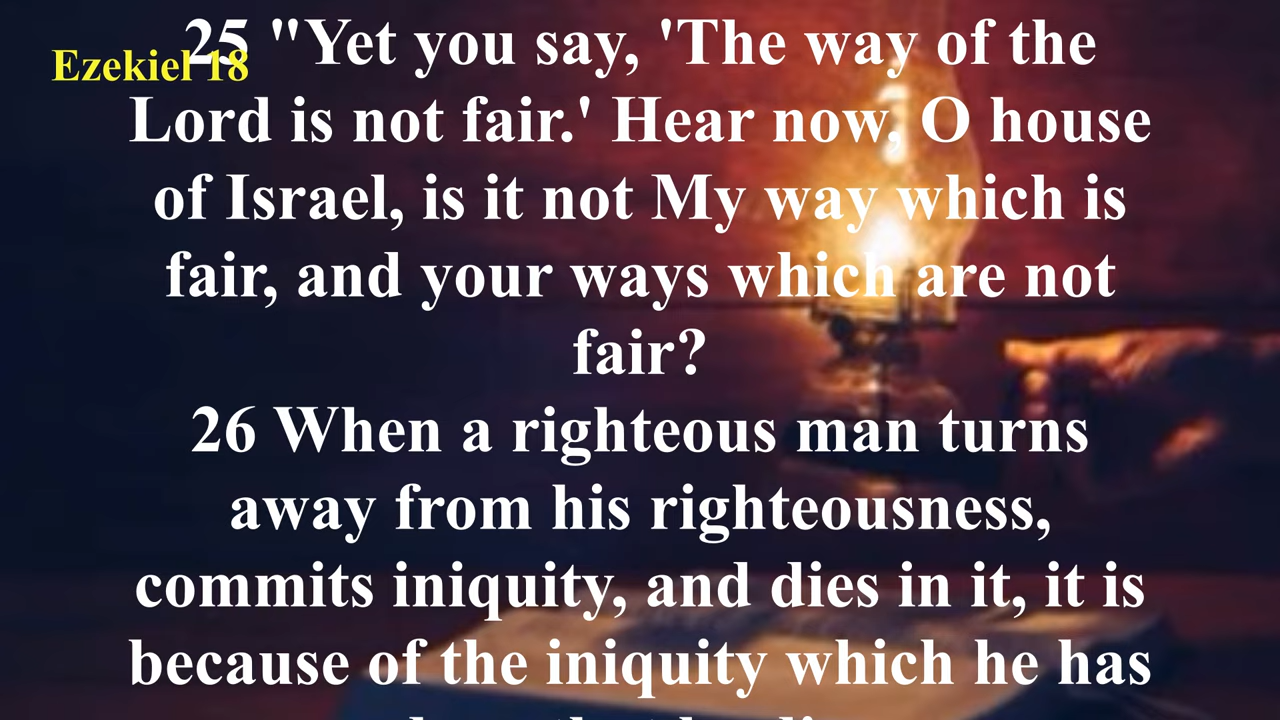 Ezekiel 18
25 "Yet you say, 'The way of the
Lord is not fair.' Hear now, O house
of Israel, is it not My way which is
fair, and your ways which are not
fair?
26 When a righteous man turns
away from his righteousness,
commits iniquity, and dies in it, it is
because of the iniquity which he has